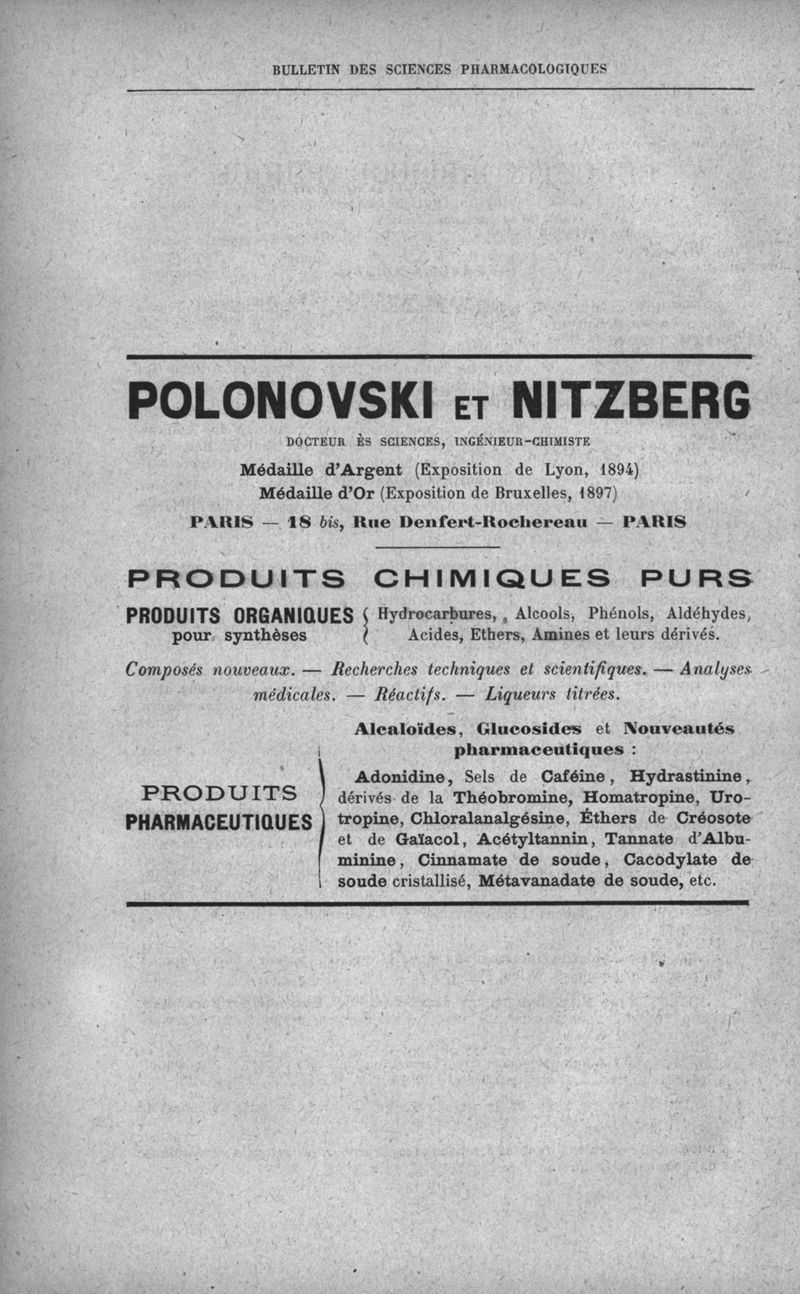 BULLETIN DES SCIENCES PHARMACOLOGIQUES
POLONOVSKI ET NITZBERG
DOCTEUR ÈS SCIENCES, INGÉNIEUR-CHIMISTE
Médaille d'Argent (Exposition de Lyon, 1894)
Médaille d'Or (Exposition de Bruxelles, 1897)
PARIS — 18 bis, Rue Denfert-Rochereau — PARIS
PRODUITS CHIMIQUES PURS
PRODUITS ORGANIQUES
pour synthèses
Hydrocarbures, Alcools, Phénols, Aldéhydes,
Acides, Ethers, Amines et leurs dérivés.
Composés nouveaux. — Recherches techniques et scientifiques. — Analyses
médicales. — Réactifs. — Liqueurs titrées.
PRODUITS
PHARMACEUTIQUES
Alcaloïdes, Glucosides et Nouveautés
pharmaceutiques :
Adonidine, Sels de Caféine, Hydrastinine,
dérivés de la Théobromine, Homatropine, Uro-
tropine, Chloralanalgésine, Éthers de Créosote
et de Gaïacol, Acétyltannin, Tannate d'Albu-
minine, Cinnamate de soude, Cacodylate de
soude cristallisé, Métavanadate de soude, etc.